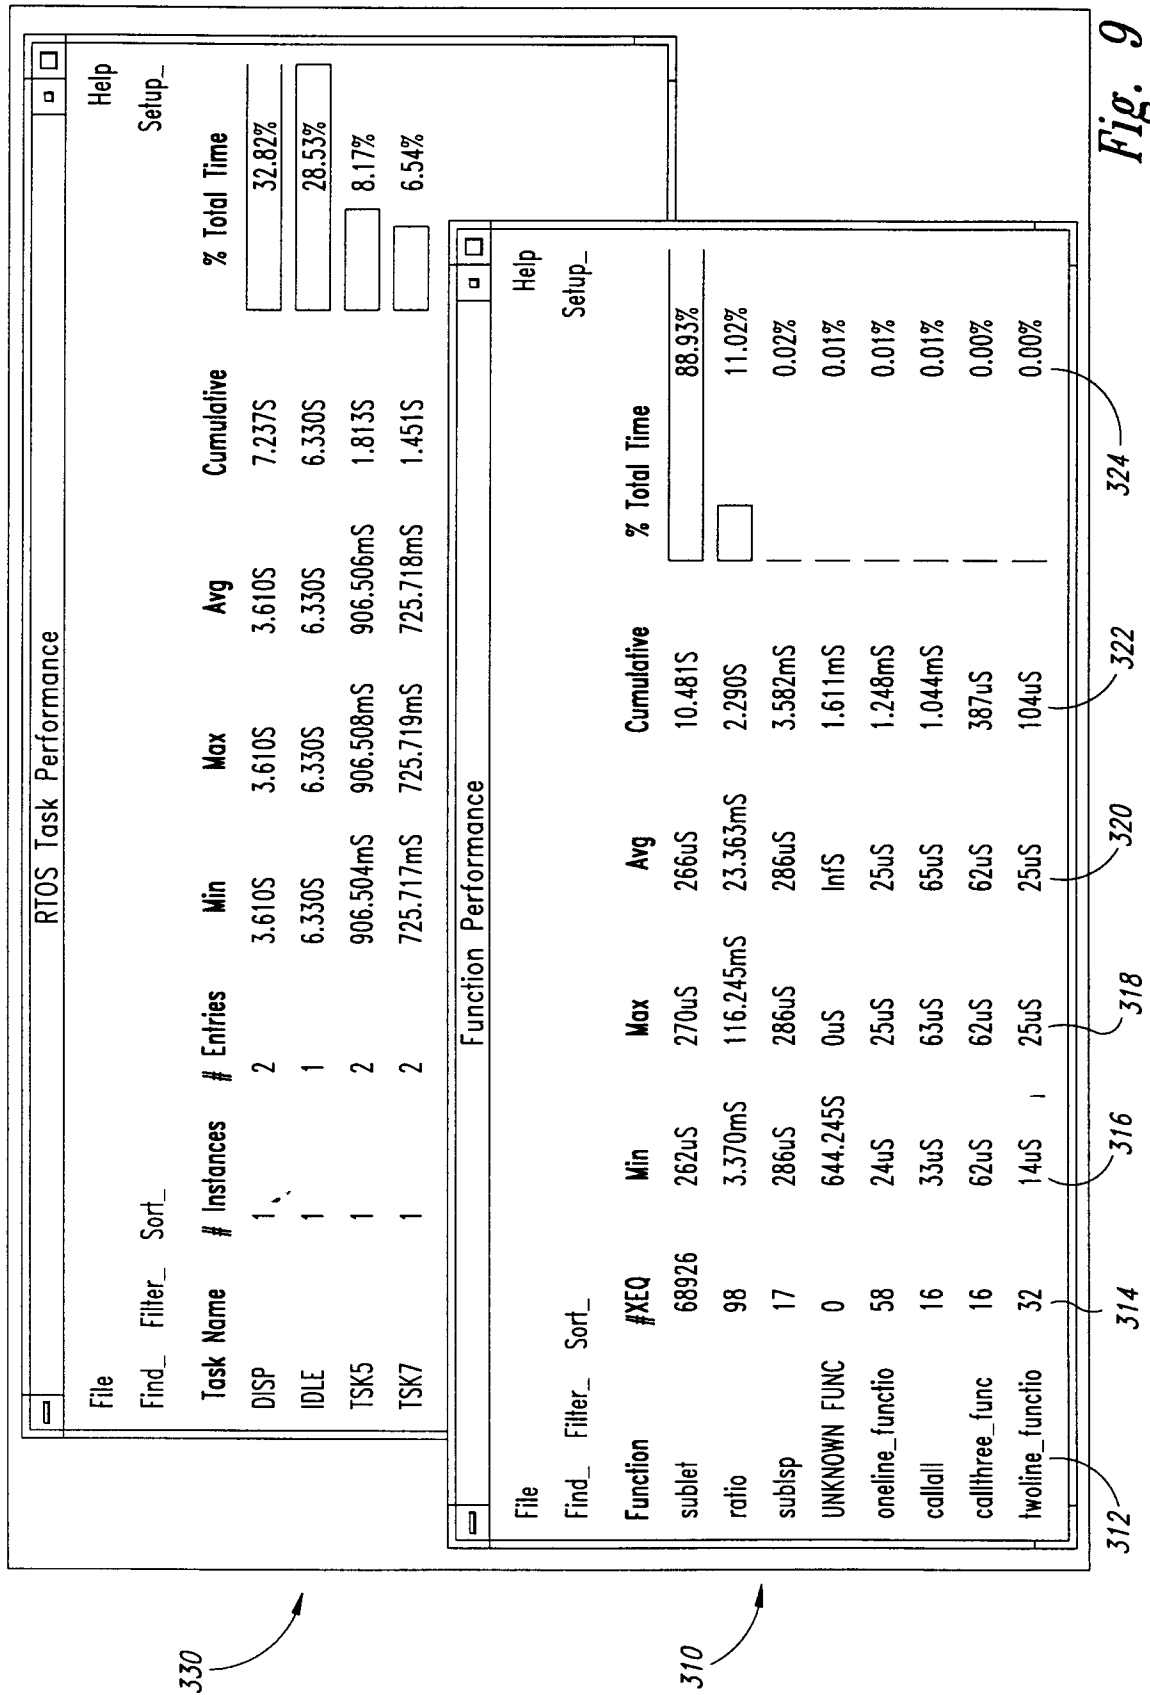 RTOS Task Performance
File Help
Find_ Filter_ Sort_ Setup_
Task Name # Instances # Entries Min Max Avg Cumulative % Total Time
DISP 1 2 3.610S 3.610S 3.610S 7.237S 32.82%
IDLE 1 1 6.330S 6.330S 6.330S 6.330S 28.53%
TSK5 1 2 906.504mS 906.508mS 906.506mS 1.813S 8.17%
TSK7 1 2 725.717mS 725.719mS 725.718mS 1.451S 6.54%
330
Function Performance
File Help
Find_ Filter_ Sort_ Setup_
Function #XEQ Min Max Avg Cumulative % Total Time
sublet 68926 262uS 270uS 266uS 10.481S 88.93%
ratio 98 3.370mS 116.245mS 23.363mS 2.290S 11.02%
sublsp 17 286uS 286uS 286uS 3.582mS 0.02%
UNKNOWN FUNC 0 644.245S 0uS InfS 1.611mS 0.01%
oneline_functio 58 24uS 25uS 25uS 1.248mS 0.01%
callall 16 33uS 63uS 65uS 1.044mS 0.01%
callthree_func 16 62uS 62uS 62uS 387uS 0.00%
twoline_functio 32 14uS 25uS 25uS 104uS 0.00%
310
312 314 316 318 320 322 324
Fig. 9